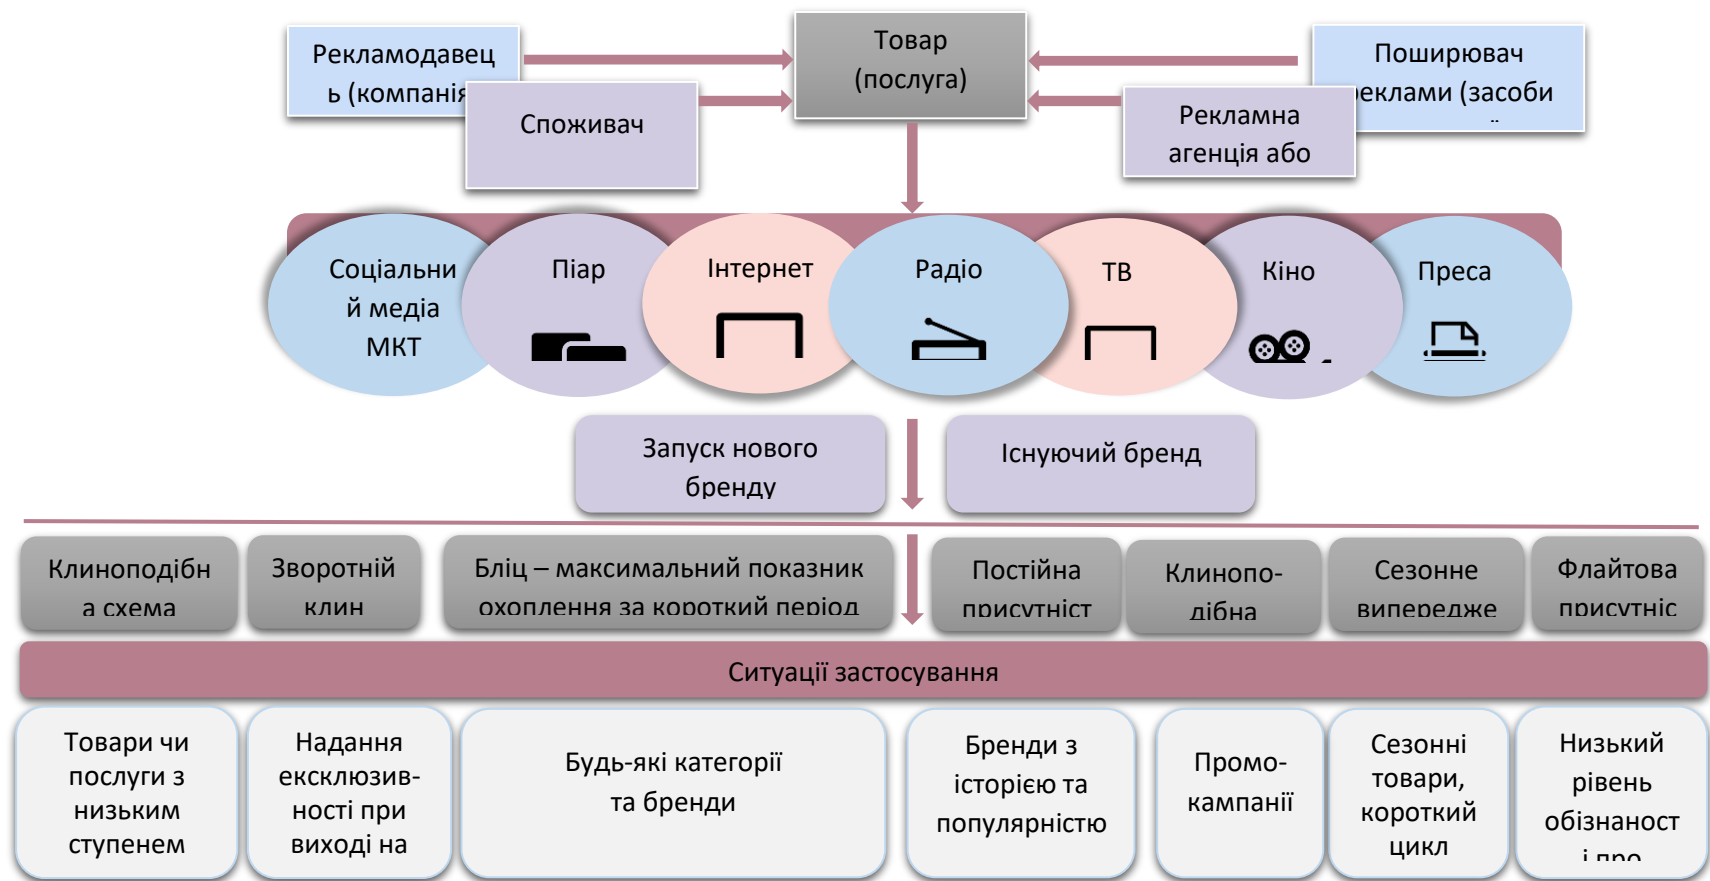 Рекламодавец
ь (компанія
Споживач
Товар
(послуга)
Поширювач
реклами (засоби
Рекламна
агенція або
Соціальни
й медіа
МКТ
Піар
Інтернет
Радіо
ТВ
Кіно
Преса
Запуск нового
бренду
Існуючий бренд
Клиноподібн
а схема
Зворотній
клин
Бліц – максимальний показник
охоплення за короткий період
Постійна
присутніст
Клинопо-
дібна
Сезонне
випередже
Флайтова
присутніс
Ситуації застосування
Товари чи
послуги з
низьким
ступенем
Надання
ексклюзив-
ності при
виході на
Будь-які категорії
та бренди
Бренди з
історією та
популярністю
Промо-
кампанії
Сезонні
товари,
короткий
цикл
Низький
рівень
обізнаност
і про